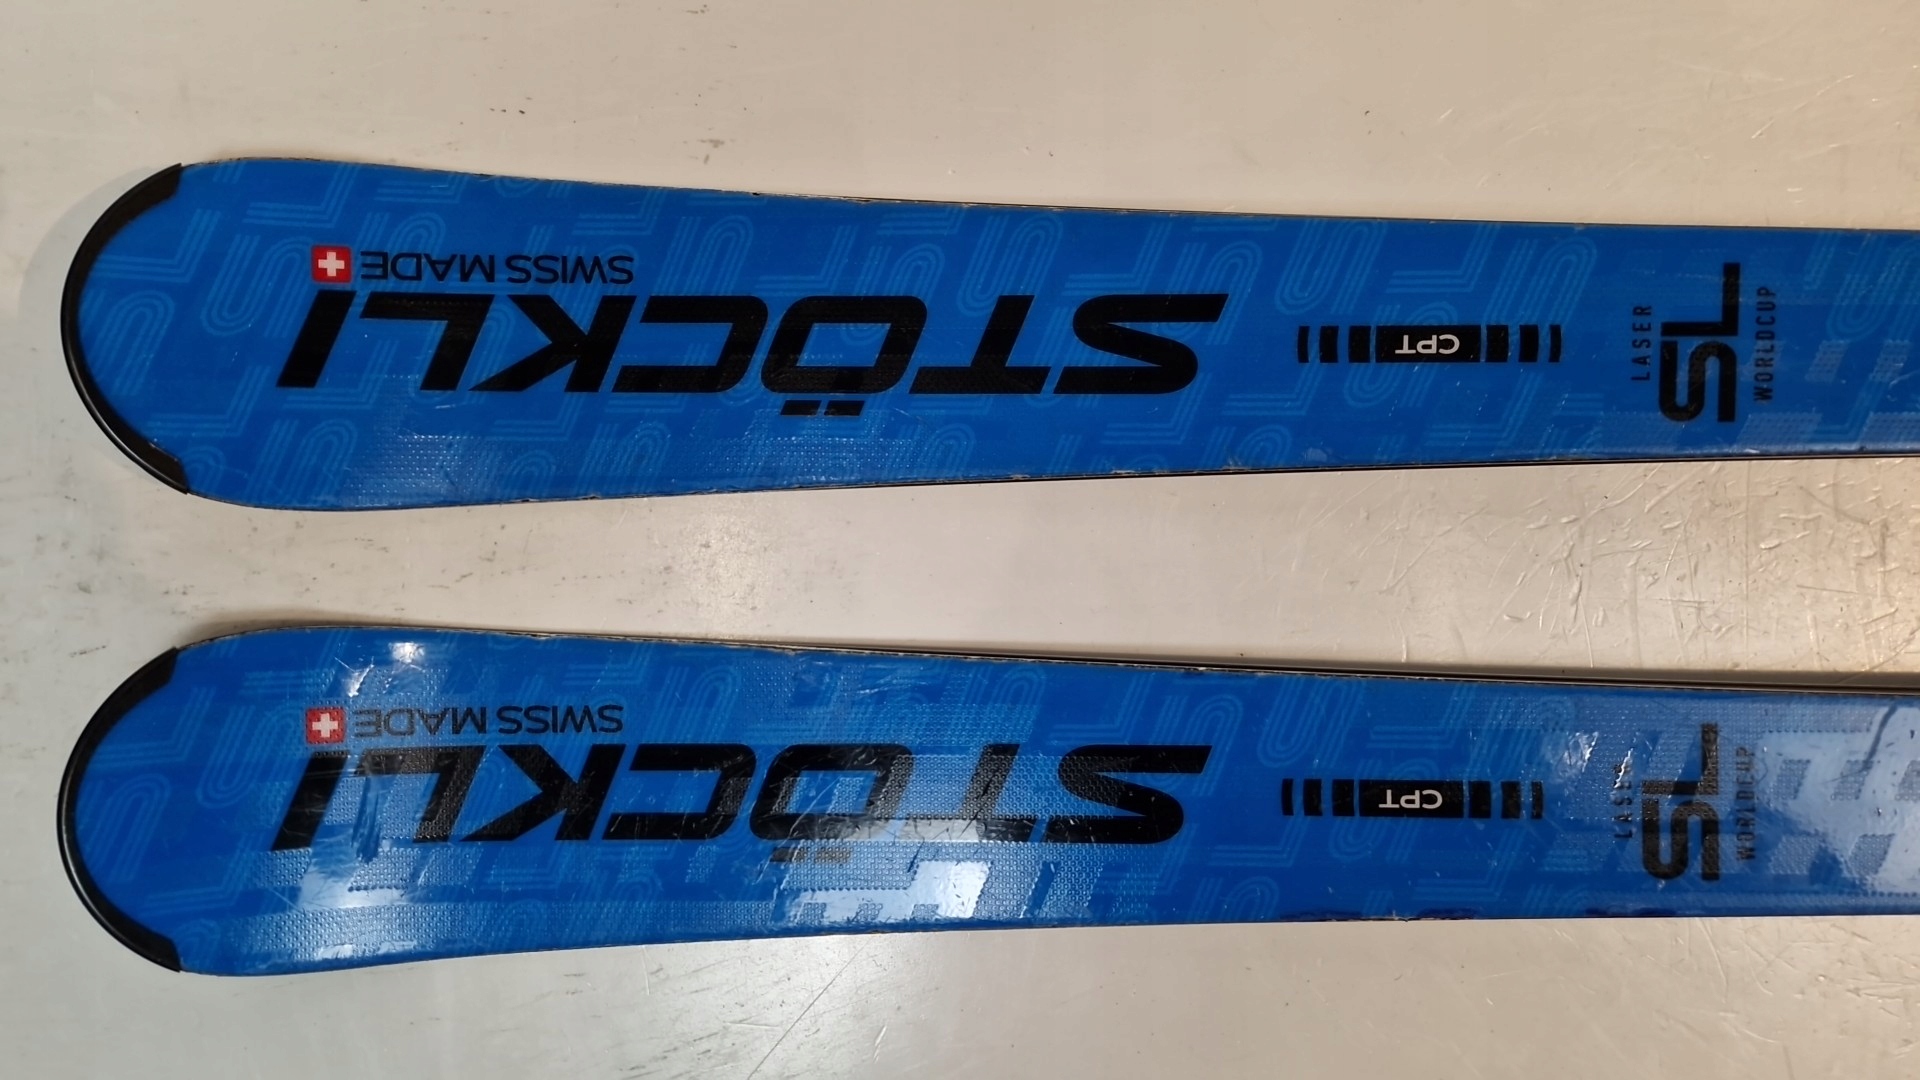 STÖCKLI
SWISS MADE
CPT
LASER
SL
WORLDCUP
STÖCKLI
SWISS MADE
CPT
LASER
SL
WORLDCUP